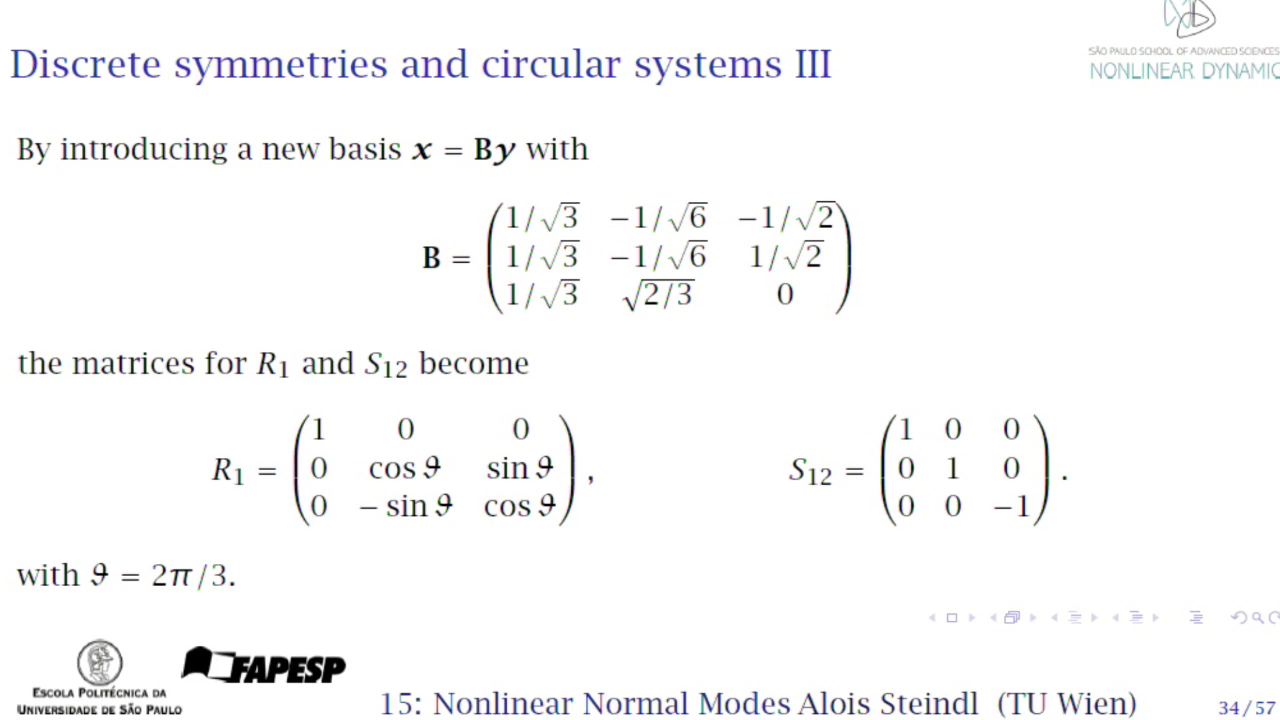 SÃO PAULO SCHOOL OF ADVANCED SCIENCES
NONLINEAR DYNAMIC
Discrete symmetries and circular systems III
By introducing a new basis x = By with
B = (1/√3 −1/√6 −1/√2
1/√3 −1/√6 1/√2
1/√3 √2/3 0)
the matrices for R₁ and S₁₂ become
R₁ = (1 0 0
0 cos ϑ sin ϑ
0 − sin ϑ cos ϑ),
S₁₂ = (1 0 0
0 1 0
0 0 −1).
with ϑ = 2π/3.
ESCOLA POLITÉCNICA DA
UNIVERSIDADE DE SÃO PAULO
FAPESP
15: Nonlinear Normal Modes Alois Steindl (TU Wien)
34/57